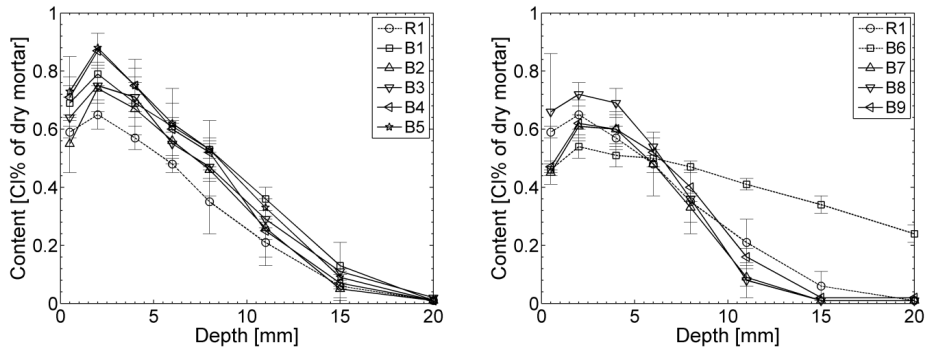 Content [Cl% of dry mortar]
1
0.8
0.6
0.4
0.2
0
0 5 10 15 20
Depth [mm]
R1
B1
B2
B3
B4
B5
Content [Cl% of dry mortar]
1
0.8
0.6
0.4
0.2
0
0 5 10 15 20
Depth [mm]
R1
B6
B7
B8
B9